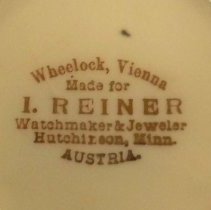 Wheelock, Vienna
Made for
I. REINER
Watchmaker & Jeweler
Hutchinson, Minn.
AUSTRIA.